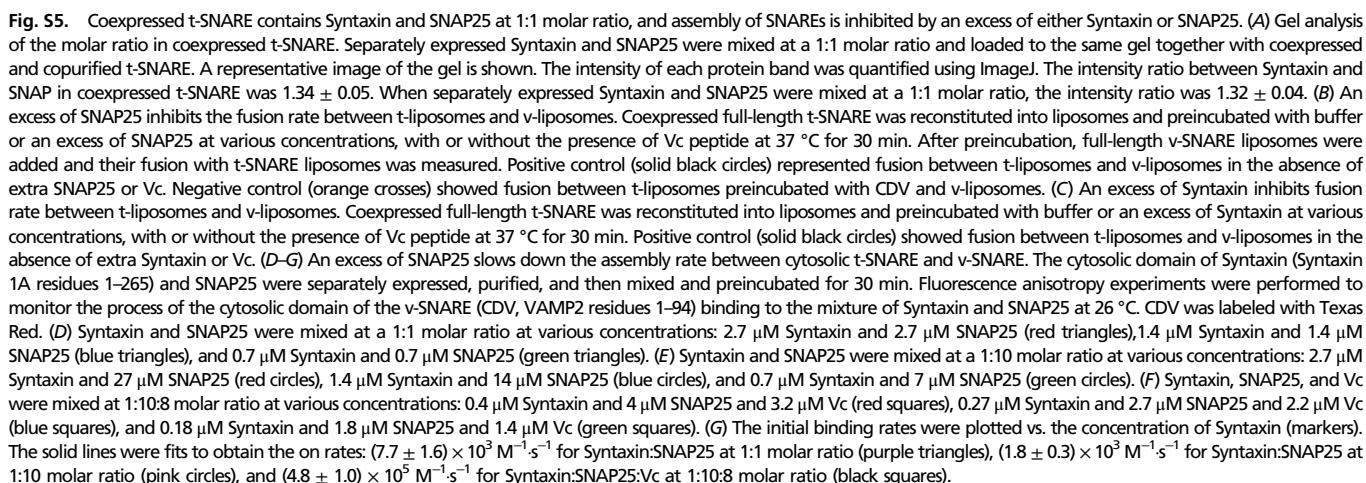 Fig. S5. Coexpressed t-SNARE contains Syntaxin and SNAP25 at 1:1 molar ratio, and assembly of SNAREs is inhibited by an excess of either Syntaxin or SNAP25. (A) Gel analysis
of the molar ratio in coexpressed t-SNARE. Separately expressed Syntaxin and SNAP25 were mixed at a 1:1 molar ratio and loaded to the same gel together with coexpressed
and copurified t-SNARE. A representative image of the gel is shown. The intensity of each protein band was quantified using ImageJ. The intensity ratio between Syntaxin and
SNAP in coexpressed t-SNARE was 1.34 ± 0.05. When separately expressed Syntaxin and SNAP25 were mixed at a 1:1 molar ratio, the intensity ratio was 1.32 ± 0.04. (B) An
excess of SNAP25 inhibits the fusion rate between t-liposomes and v-liposomes. Coexpressed full-length t-SNARE was reconstituted into liposomes and preincubated with buffer
or an excess of SNAP25 at various concentrations, with or without the presence of Vc peptide at 37 °C for 30 min. After preincubation, full-length v-SNARE liposomes were
added and their fusion with t-SNARE liposomes was measured. Positive control (solid black circles) represented fusion between t-liposomes and v-liposomes in the absence of
extra SNAP25 or Vc. Negative control (orange crosses) showed fusion between t-liposomes preincubated with CDV and v-liposomes. (C) An excess of Syntaxin inhibits fusion
rate between t-liposomes and v-liposomes. Coexpressed full-length t-SNARE was reconstituted into liposomes and preincubated with buffer or an excess of Syntaxin at various
concentrations, with or without the presence of Vc peptide at 37 °C for 30 min. Positive control (solid black circles) showed fusion between t-liposomes and v-liposomes in the
absence of extra Syntaxin or Vc. (D–G) An excess of SNAP25 slows down the assembly rate between cytosolic t-SNARE and v-SNARE. The cytosolic domain of Syntaxin (Syntaxin
1A residues 1–265) and SNAP25 were separately expressed, purified, and then mixed and preincubated for 30 min. Fluorescence anisotropy experiments were performed to
monitor the process of the cytosolic domain of the v-SNARE (CDV, VAMP2 residues 1–94) binding to the mixture of Syntaxin and SNAP25 at 26 °C. CDV was labeled with Texas
Red. (D) Syntaxin and SNAP25 were mixed at a 1:1 molar ratio at various concentrations: 2.7 μM Syntaxin and 2.7 μM SNAP25 (red triangles),1.4 μM Syntaxin and 1.4 μM
SNAP25 (blue triangles), and 0.7 μM Syntaxin and 0.7 μM SNAP25 (green triangles). (E) Syntaxin and SNAP25 were mixed at a 1:10 molar ratio at various concentrations: 2.7 μM
Syntaxin and 27 μM SNAP25 (red circles), 1.4 μM Syntaxin and 14 μM SNAP25 (blue circles), and 0.7 μM Syntaxin and 7 μM SNAP25 (green circles). (F) Syntaxin, SNAP25, and Vc
were mixed at 1:10:8 molar ratio at various concentrations: 0.4 μM Syntaxin and 4 μM SNAP25 and 3.2 μM Vc (red squares), 0.27 μM Syntaxin and 2.7 μM SNAP25 and 2.2 μM Vc
(blue squares), and 0.18 μM Syntaxin and 1.8 μM SNAP25 and 1.4 μM Vc (green squares). (G) The initial binding rates were plotted vs. the concentration of Syntaxin (markers).
The solid lines were fits to obtain the on rates: (7.7 ± 1.6) × 10³ M⁻¹·s⁻¹ for Syntaxin:SNAP25 at 1:1 molar ratio (purple triangles), (1.8 ± 0.3) × 10³ M⁻¹·s⁻¹ for Syntaxin:SNAP25 at
1:10 molar ratio (pink circles), and (4.8 ± 1.0) × 10⁵ M⁻¹·s⁻¹ for Syntaxin:SNAP25:Vc at 1:10:8 molar ratio (black squares).